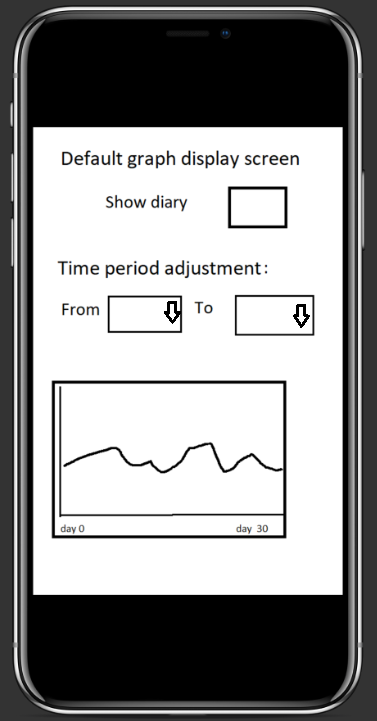 Default graph display screen
Show diary
Time period adjustment:
From To
day 0 day 30